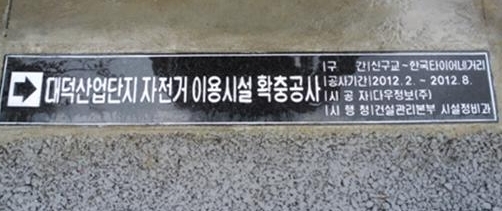 대덕산업단지 자전거 이용시설 확충공사
구 간 신구교~한국타이어네거리
공사기간 2012.2. ~ 2012.8.
시 공 자 다우정보(주)
시 행 청 건설관리본부 시설정비과